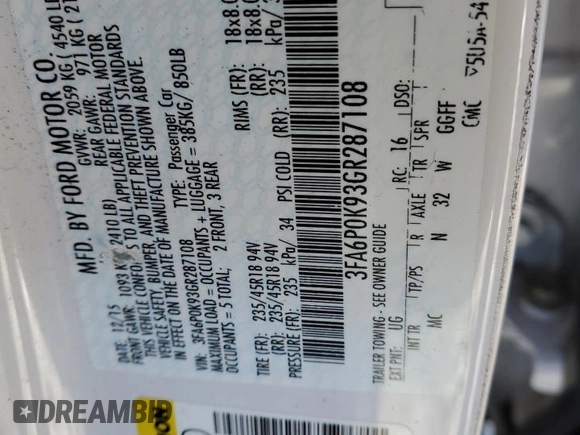 MFD. BY FORD MOTOR CO.
DATE: 12/15 GVWR: 2059 KG ( 4540 LB
FRONT GAWR: 1093 K 2410 LB) REAR GAWR: 971 KG ( 21
THIS VEHICLE CONFORMS TO ALL APPLICABLE FEDERAL MOTOR
VEHICLE SAFETY, BUMPER, AND THEFT PREVENTION STANDARDS
IN EFFECT ON THE DATE OF MANUFACTURE SHOWN ABOVE.
VIN: 3FA6P0K93GR287108 TYPE: Passenger Car
MAXIMUM LOAD = OCCUPANTS + LUGGAGE = 385KG/ 850LB
OCCUPANTS = 5 TOTAL: 2 FRONT, 3 REAR
TIRE (FR): 235/45R18 94V RIMS (FR): 18x8.0
(RR): 235/45R18 94V (RR): 18x8.0
PRESSURE (FR): 235 kPa/ 34 PSI COLD (RR): 235 kPa/
3FA6P0K93GR287108
TRAILER TOWING - SEE OWNER GUIDE
EXT PNT: UG RC: 16 DSO:
INT TR TP/PS R AXLE TR SPR
MC N 32 W GGFF
CMC
▽5U5A-54
DREAMBID